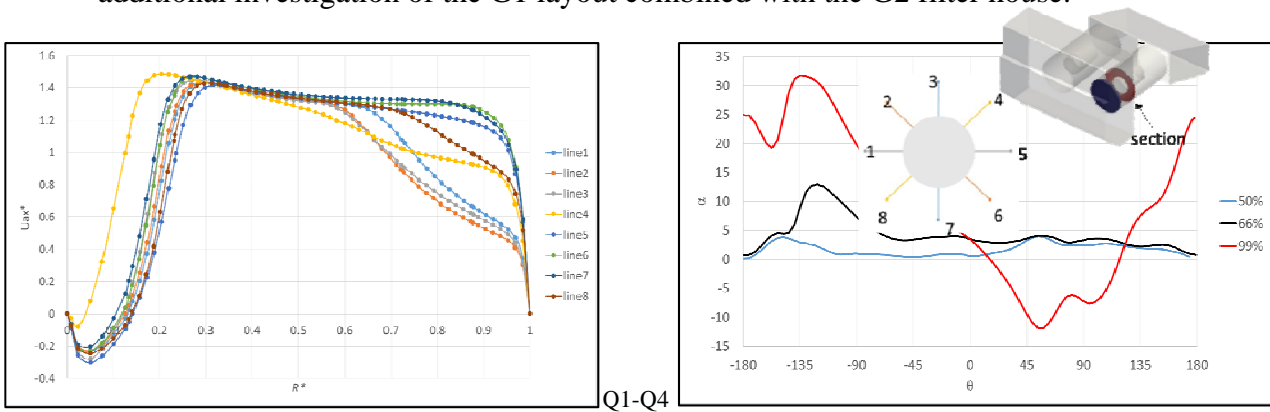 additional investigation of the G1 layout combined with the G2 filter house.
1.6
1.4
1.2
1
0.8
0.6
0.4
0.2
0
-0.2
-0.4
Uax*
0 0.1 0.2 0.3 0.4 0.5 0.6 0.7 0.8 0.9 1
R*
line1
line2
line3
line4
line5
line6
line7
line8
Q1-Q4
35
30
25
20
15
10
5
0
-5
-10
-15
α
-180 -135 -90 -45 0 45 90 135 180
θ
3
2 4
1 5
8 6
7
section
50%
66%
99%